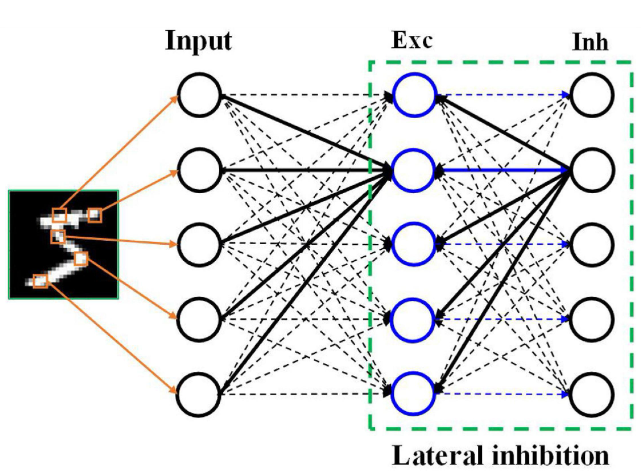 Input
Exc
Inh
Lateral inhibition